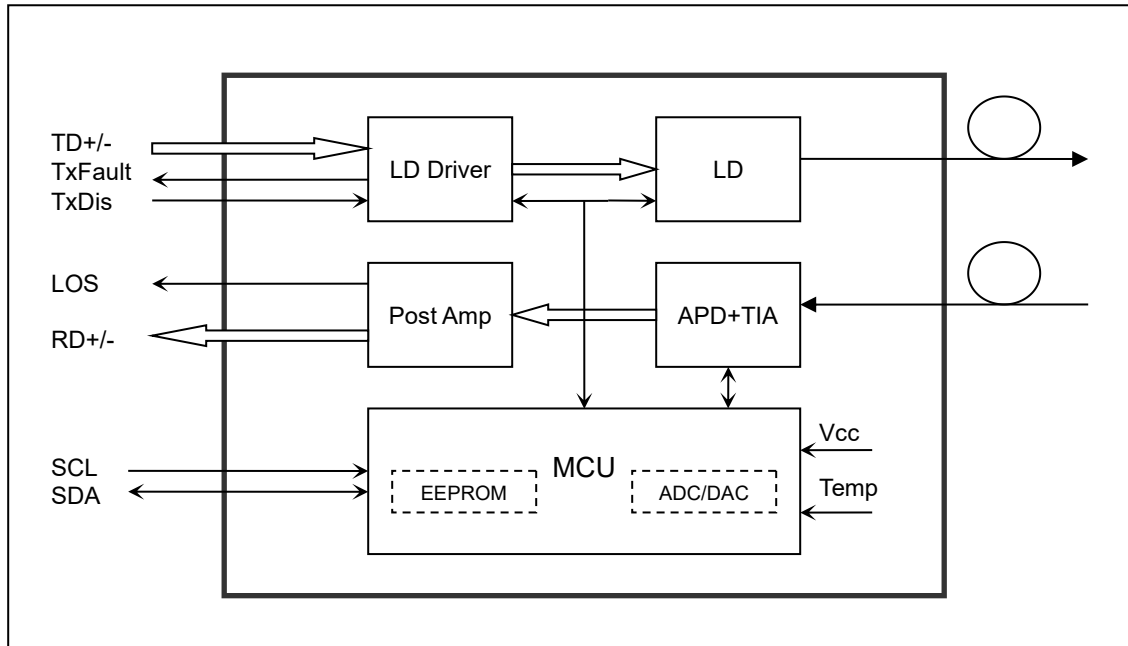 TD+/-
TxFault
TxDis
LD Driver
LD
LOS
RD+/-
Post Amp
APD+TIA
SCL
SDA
MCU
EEPROM
ADC/DAC
Vcc
Temp